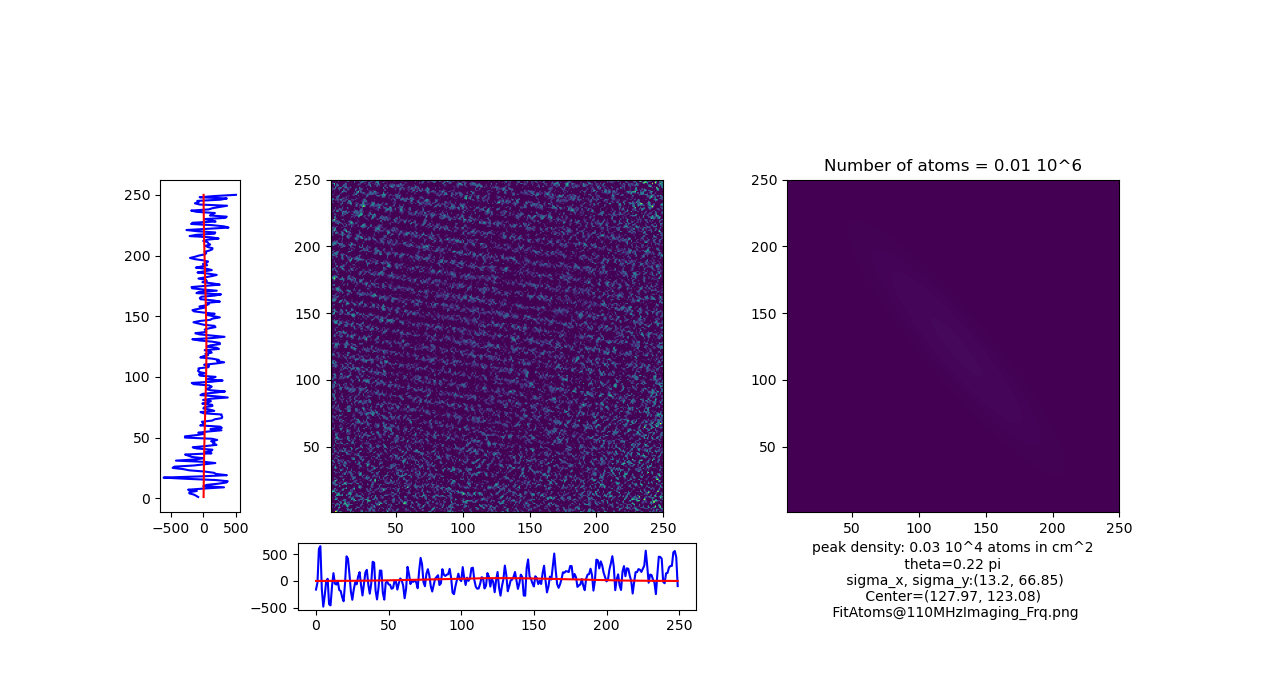 Number of atoms = 0.01 10^6
250
200
150
100
50
0
−500 0 500
250
200
150
100
50
50 100 150 200 250
250
200
150
100
50
50 100 150 200 250
500
0
−500
0 50 100 150 200 250
peak density: 0.03 10^4 atoms in cm^2
theta=0.22 pi
sigma_x, sigma_y:(13.2, 66.85)
Center=(127.97, 123.08)
FitAtoms@110MHzImaging_Frq.png